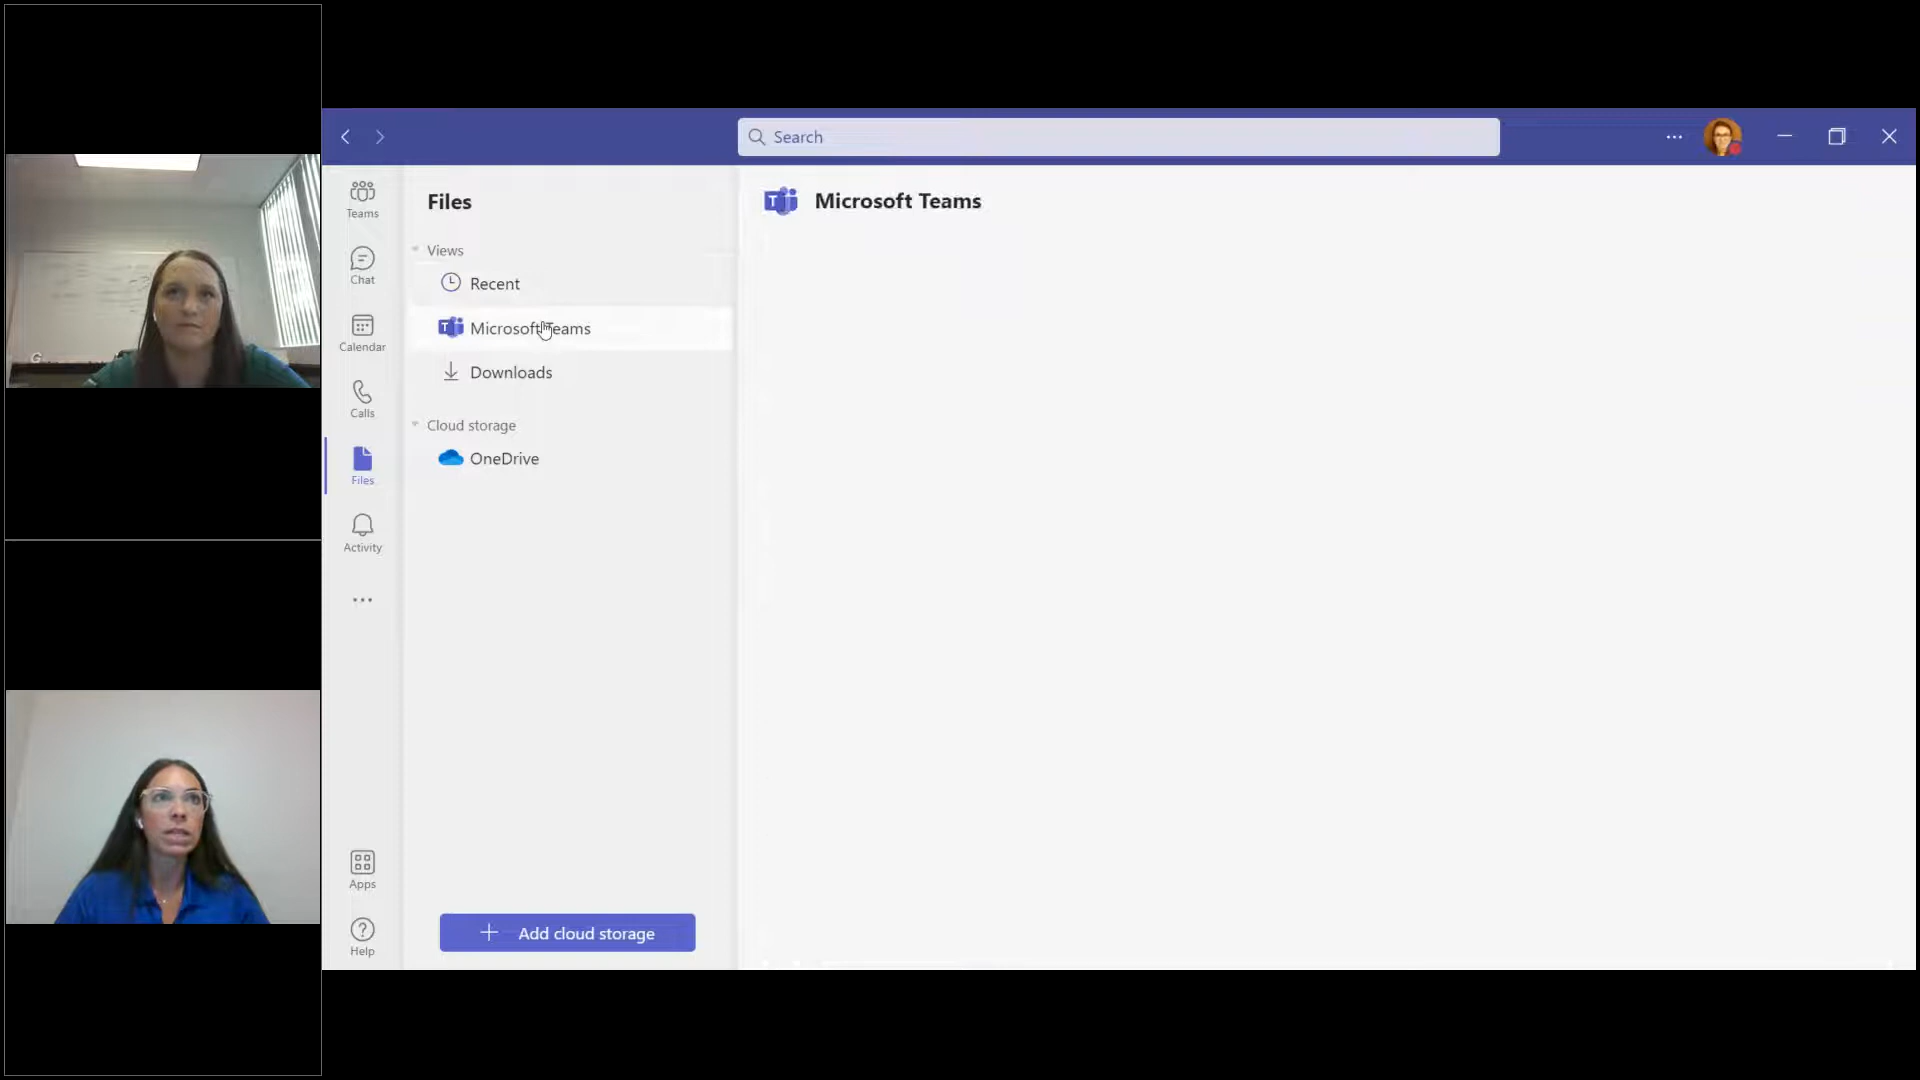 Search
Teams
Chat
Calendar
Calls
Files
Activity
Apps
Help
Files
Views
Recent
Microsoft Teams
Downloads
Cloud storage
OneDrive
Add cloud storage
Microsoft Teams